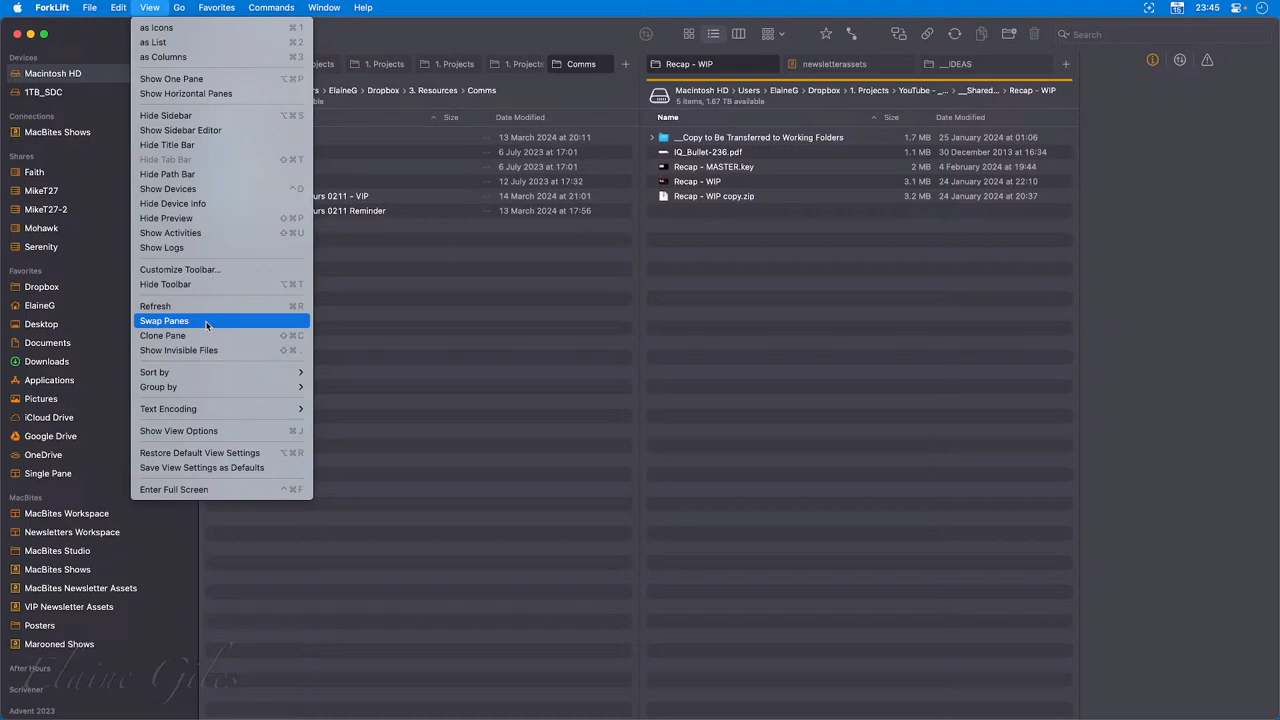 ForkLift File Edit View Go Favorites Commands Window Help
15 23:45
Search
Devices
Macintosh HD
1TB_SDC
Connections
MacBites Shows
Shares
Faith
MikeT27
MikeT27-2
Mohawk
Serenity
Favorites
Dropbox
ElaineG
Desktop
Documents
Downloads
Applications
Pictures
iCloud Drive
Google Drive
OneDrive
Single Pane
MacBites
MacBites Workspace
Newsletters Workspace
MacBites Studio
MacBites Shows
MacBites Newsletter Assets
VIP Newsletter Assets
Posters
Marooned Shows
After Hours
Scrivener
Advent 2023
Elaine Giles
as Icons ⌘1
as List ⌘2
as Columns ⌘3
Show One Pane ⌥⌘P
Show Horizontal Panes
Hide Sidebar ⌥⌘S
Show Sidebar Editor
Hide Title Bar
Hide Tab Bar ⇧⌘T
Hide Path Bar
Show Devices ^D
Hide Device info
Hide Preview ⇧⌘P
Show Activities ⇧⌘U
Show Logs
Customize Toolbar...
Hide Toolbar ⌥⌘T
Refresh ⌘R
Swap Panes
Clone Pane ⇧⌘C
Show Invisible Files ⇧⌘.
Sort by
Group by
Text Encoding
Show View Options ⌘J
Restore Default View Settings ⌥⌘R
Save View Settings as Defaults
Enter Full Screen ^⌘F
ojects 1. Projects 1. Projects 1. Projects Comms
ElaineG Dropbox 3. Resources Comms
available
Size Date Modified
-- 13 March 2024 at 20:11
-- 6 July 2023 at 17:01
-- 6 July 2023 at 17:01
-- 12 July 2023 at 17:32
urs 0211 - VIP -- 14 March 2024 at 21:01
urs 0211 Reminder -- 13 March 2024 at 17:56
Recap - WIP newsletterassets __IDEAS
Macintosh HD Users ElaineG Dropbox 1. Projects YouTube - _... __Shared... Recap - WIP
5 items, 1.67 TB available
Name Size Date Modified
__Copy to Be Transferred to Working Folders 1.7 MB 25 January 2024 at 01:06
IQ_Bullet-236.pdf 1.1 MB 30 December 2013 at 16:34
Recap - MASTER.key 2 MB 4 February 2024 at 19:44
Recap - WIP 3.1 MB 24 January 2024 at 22:10
Recap - WIP copy.zip 3.2 MB 24 January 2024 at 20:37